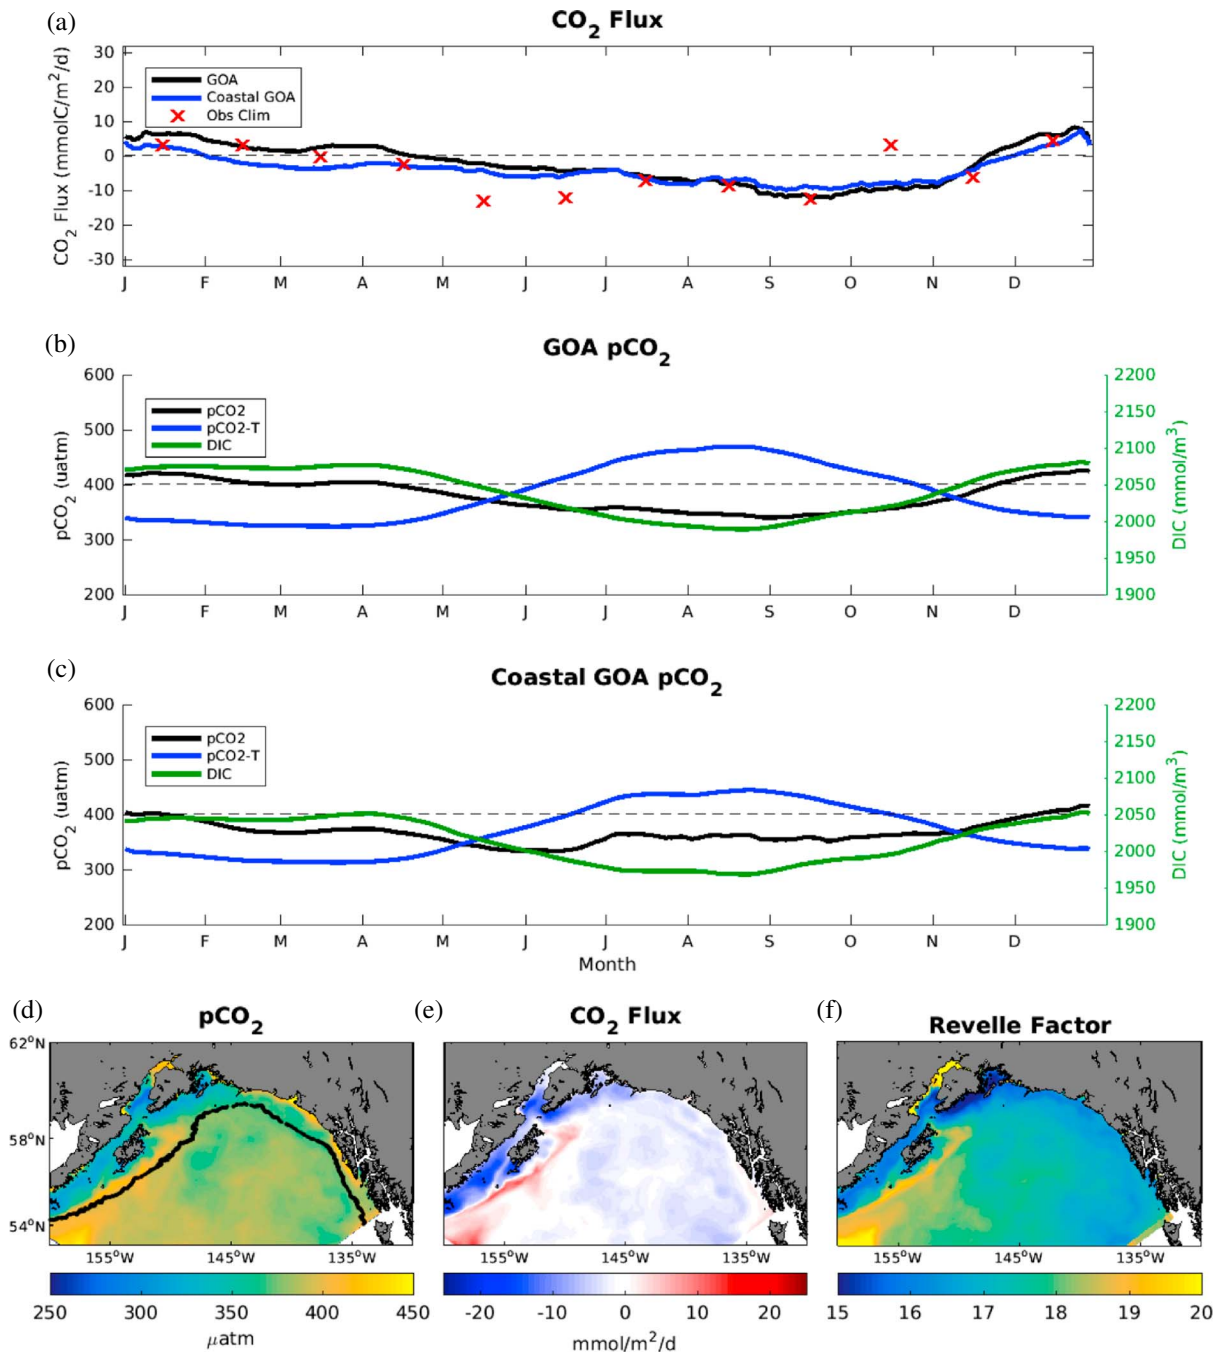 (a)
CO2 Flux
CO2 Flux (mmolC/m2/d)
30
20
10
0
-10
-20
-30
GOA
Coastal GOA
Obs Clim
J F M A M J J A S O N D
(b)
GOA pCO2
pCO2 (uatm)
600
500
400
300
200
pCO2
pCO2-T
DIC
2200
2150
2100
2050
2000
1950
1900
DIC (mmol/m3)
J F M A M J J A S O N D
(c)
Coastal GOA pCO2
pCO2 (uatm)
600
500
400
300
200
pCO2
pCO2-T
DIC
2200
2150
2100
2050
2000
1950
1900
DIC (mmol/m3)
J F M A M J J A S O N D
Month
(d)
pCO2
62°N
58°N
54°N
155°W 145°W 135°W
250 300 350 400 450
μatm
(e)
CO2 Flux
155°W 145°W 135°W
-20 -10 0 10 20
mmol/m2/d
(f)
Revelle Factor
155°W 145°W 135°W
15 16 17 18 19 20